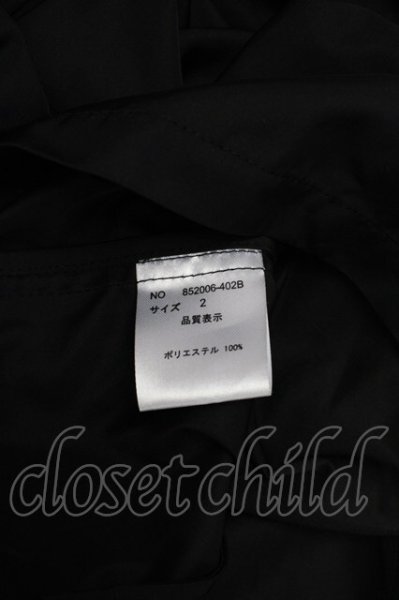 NO 852006-402B
サイズ 2
品質表示
ポリエステル 100%
closet child